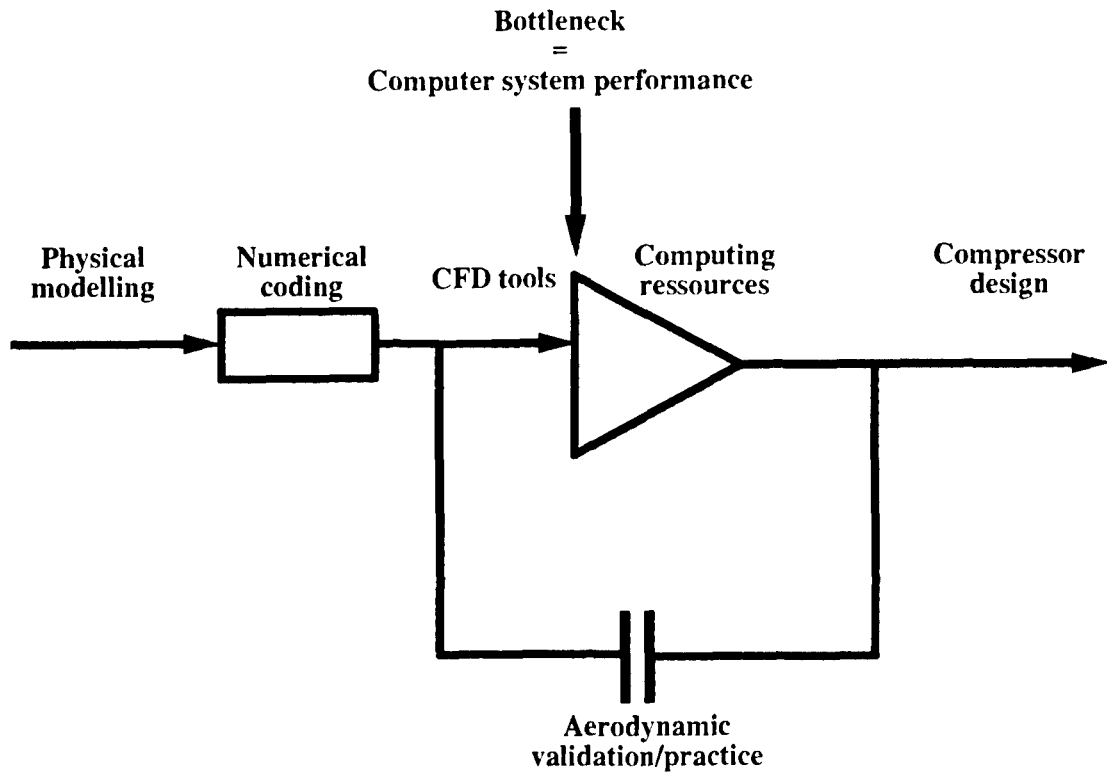 Bottleneck
=
Computer system performance
Physical
modelling
Numerical
coding
CFD tools
Computing
ressources
Compressor
design
Aerodynamic
validation/practice